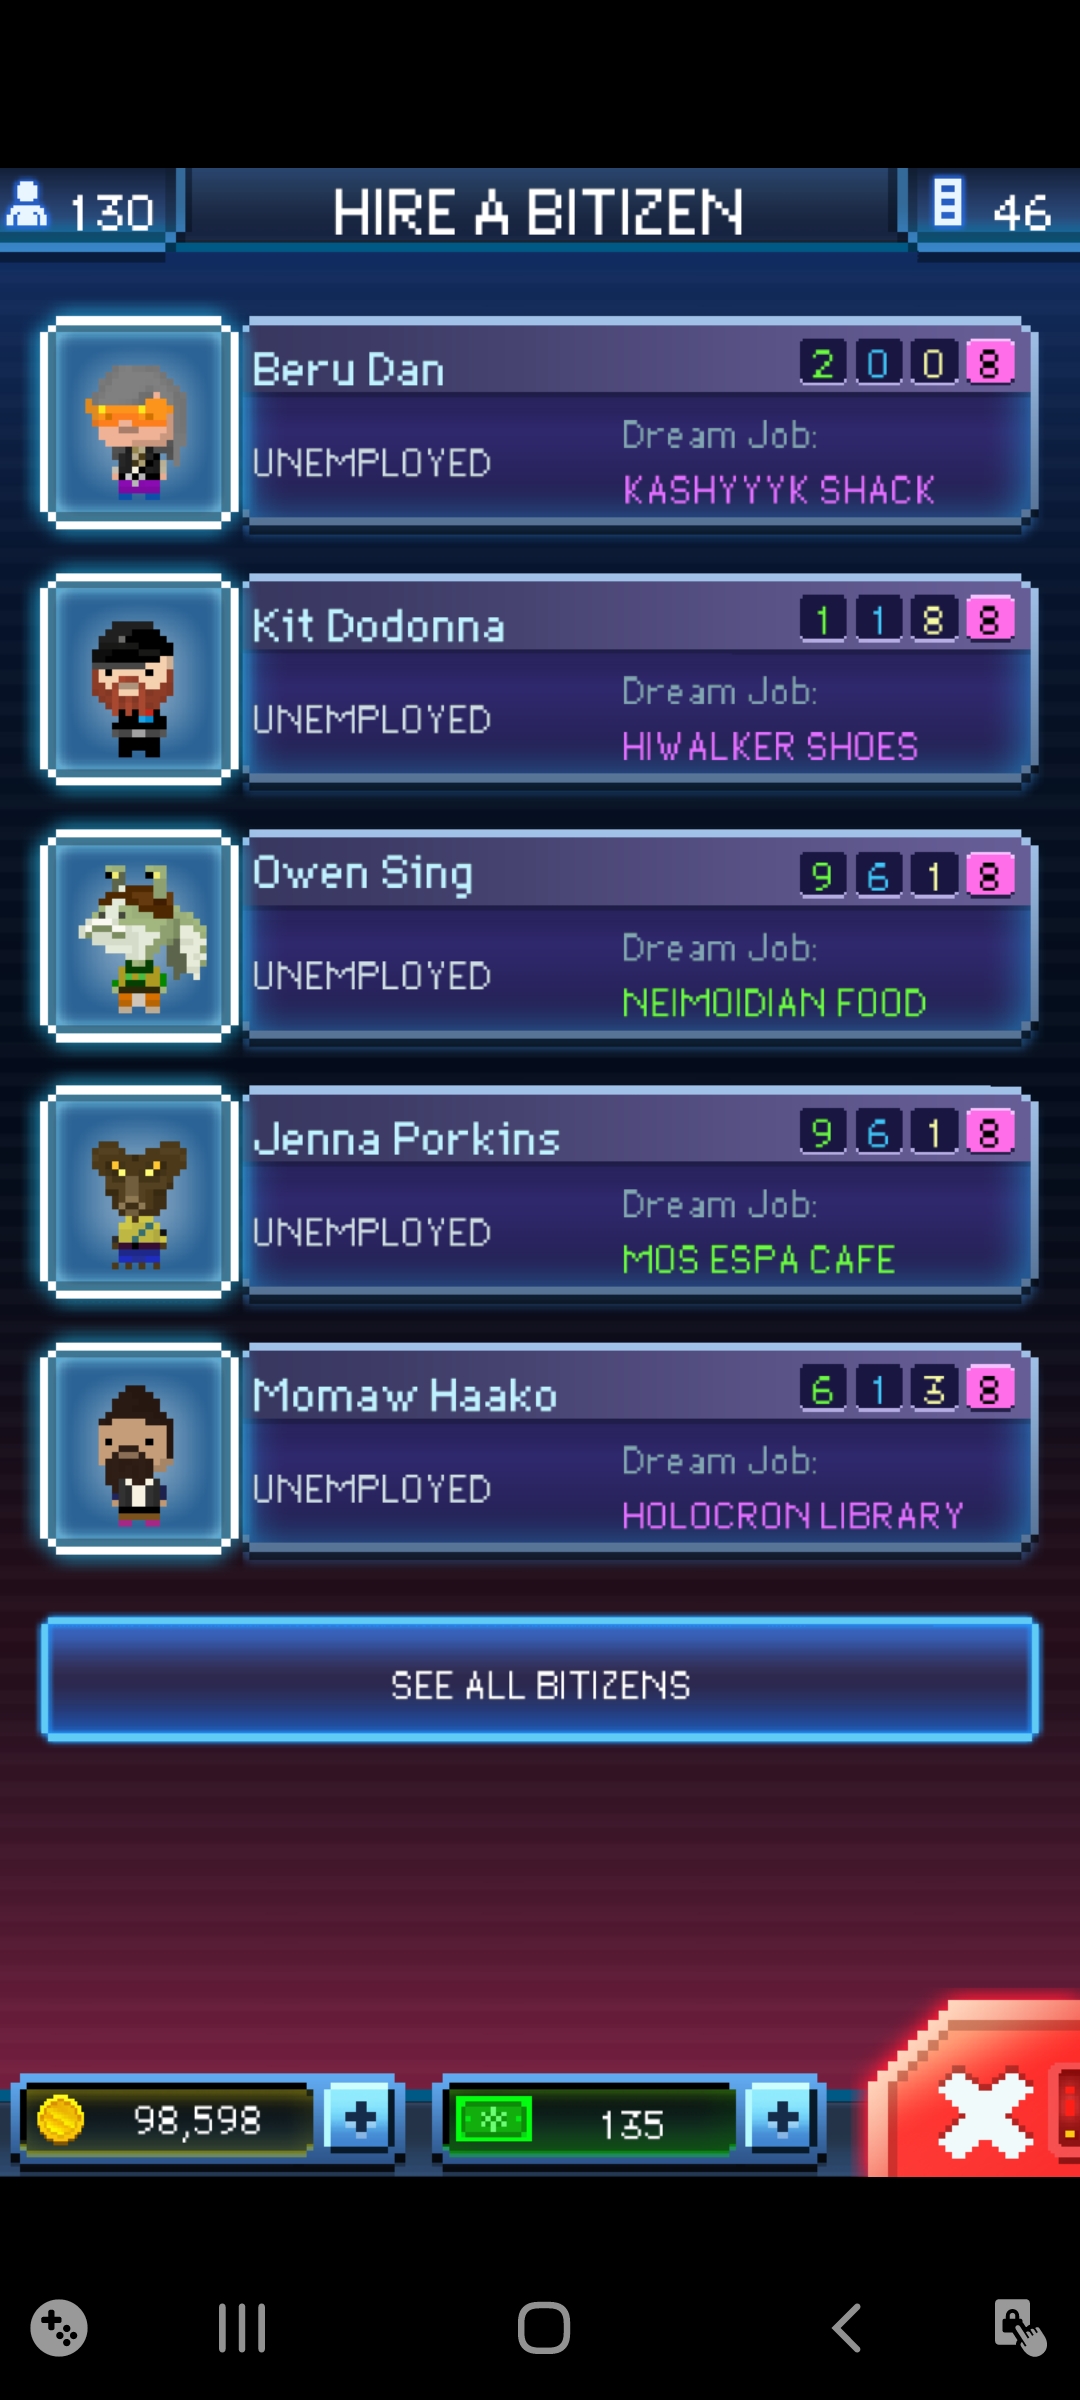 130 HIRE A BITIZEN 46
Beru Dan 2 0 0 8
Dream Job:
UNEMPLOYED
KASHYYYK SHACK
Kit Dodonna 1 1 8 8
Dream Job:
UNEMPLOYED
HIWALKER SHOES
Owen Sing 9 6 1 8
Dream Job:
UNEMPLOYED
NEIMOIDIAN FOOD
Jenna Porkins 9 6 1 8
Dream Job:
UNEMPLOYED
MOS ESPA CAFE
Momaw Haako 6 1 3 8
Dream Job:
UNEMPLOYED
HOLOCRON LIBRARY
SEE ALL BITIZENS
98,598 135